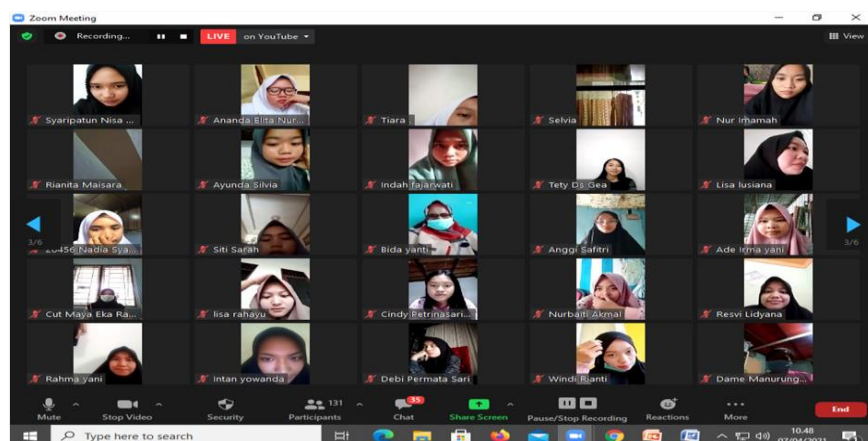 Zoom Meeting
Recording... LIVE on YouTube View
Syaripatun Nisa ... Ananda Elita Nur... Tiara Selvia Nur Imamah
Rianita Maisara Ayunda Silvia Indah fajarwati Tety Ds Gea Lisa lusiana
3/6 3/6
20456 Nadia Sya... Siti Sarah Bida yanti Anggi Safitri Ade Irma yani
Cut Maya Eka Ra... lisa rahayu Cindy Petrinasari... Nurbaiti Akmal Resvi Lidyana
Rahma yani Intan yowanda Debi Permata Sari Windi Rianti Dame Manurung...
131 35 End
Mute Stop Video Security Participants Chat Share Screen Pause/Stop Recording Reactions More
Type here to search 10.48
07/04/2021